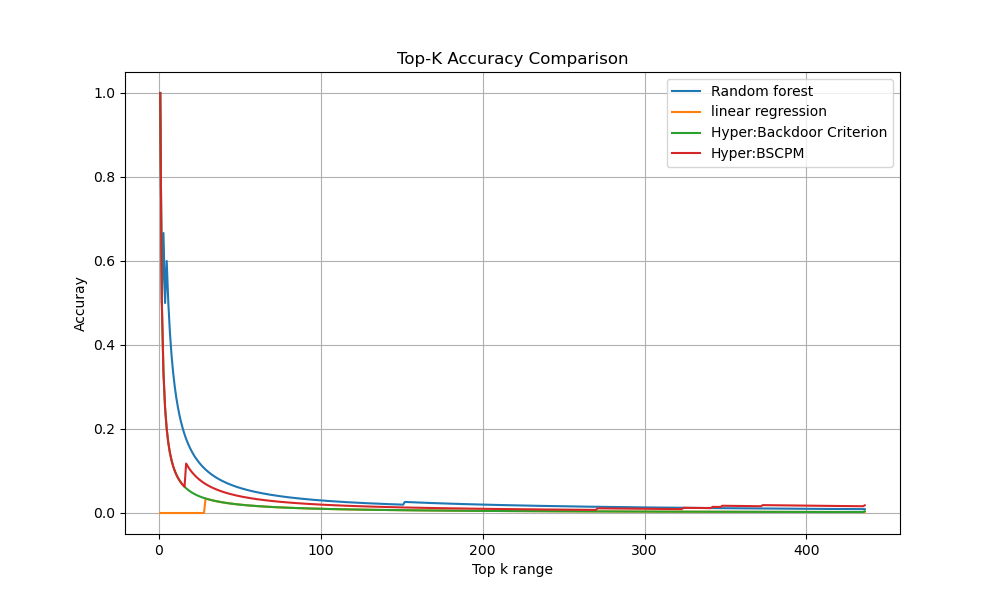 Top-K Accuracy Comparison
Random forest
linear regression
Hyper:Backdoor Criterion
Hyper:BSCPM
1.0
0.8
0.6
0.4
0.2
0.0
Accuray
0 100 200 300 400
Top k range